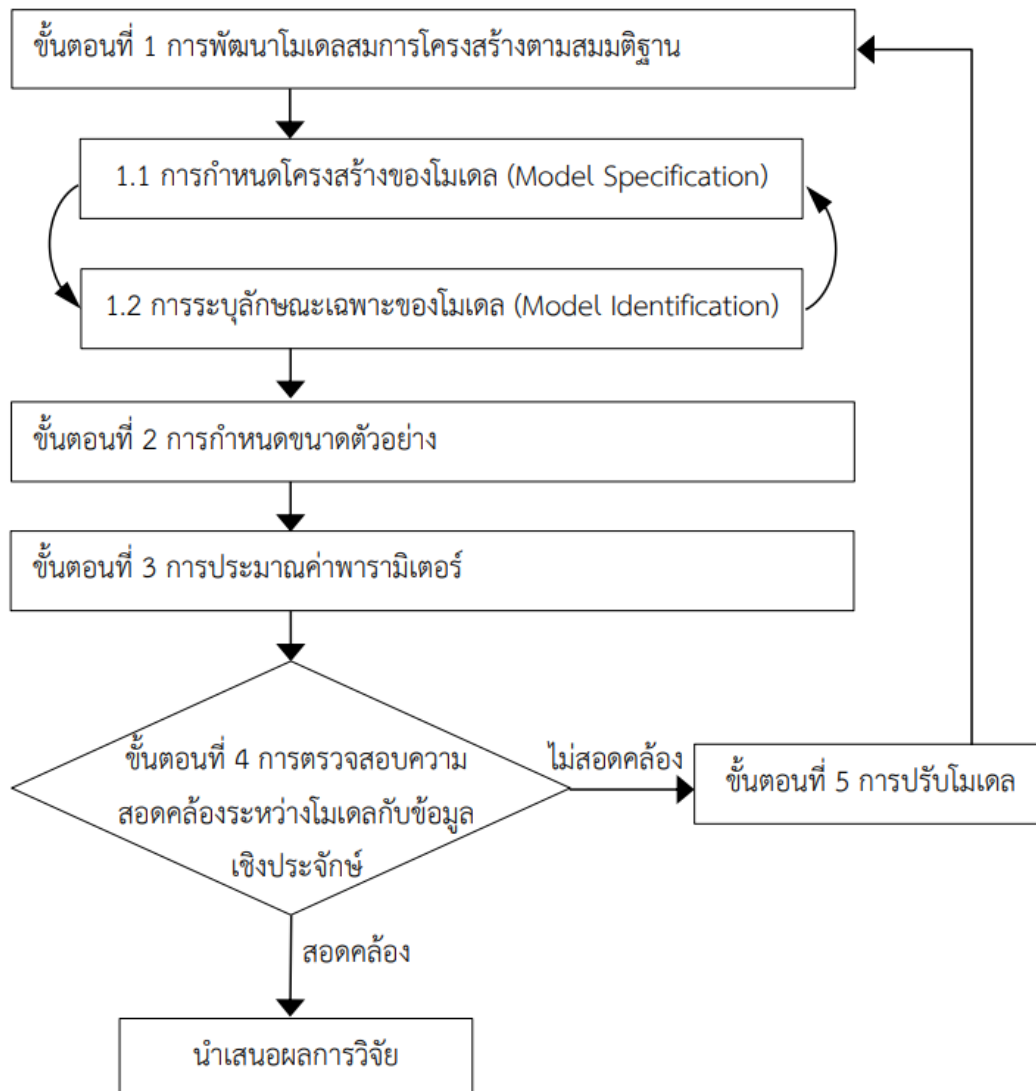 ขั้นตอนที่ 1 การพัฒนาโมเดลสมการโครงสร้างตามสมมติฐาน
1.1 การกำหนดโครงสร้างของโมเดล (Model Specification)
1.2 การระบุลักษณะเฉพาะของโมเดล (Model Identification)
ขั้นตอนที่ 2 การกำหนดขนาดตัวอย่าง
ขั้นตอนที่ 3 การประมาณค่าพารามิเตอร์
ขั้นตอนที่ 4 การตรวจสอบความ
สอดคล้องระหว่างโมเดลกับข้อมูล
เชิงประจักษ์
ไม่สอดคล้อง
ขั้นตอนที่ 5 การปรับโมเดล
สอดคล้อง
นำเสนอผลการวิจัย